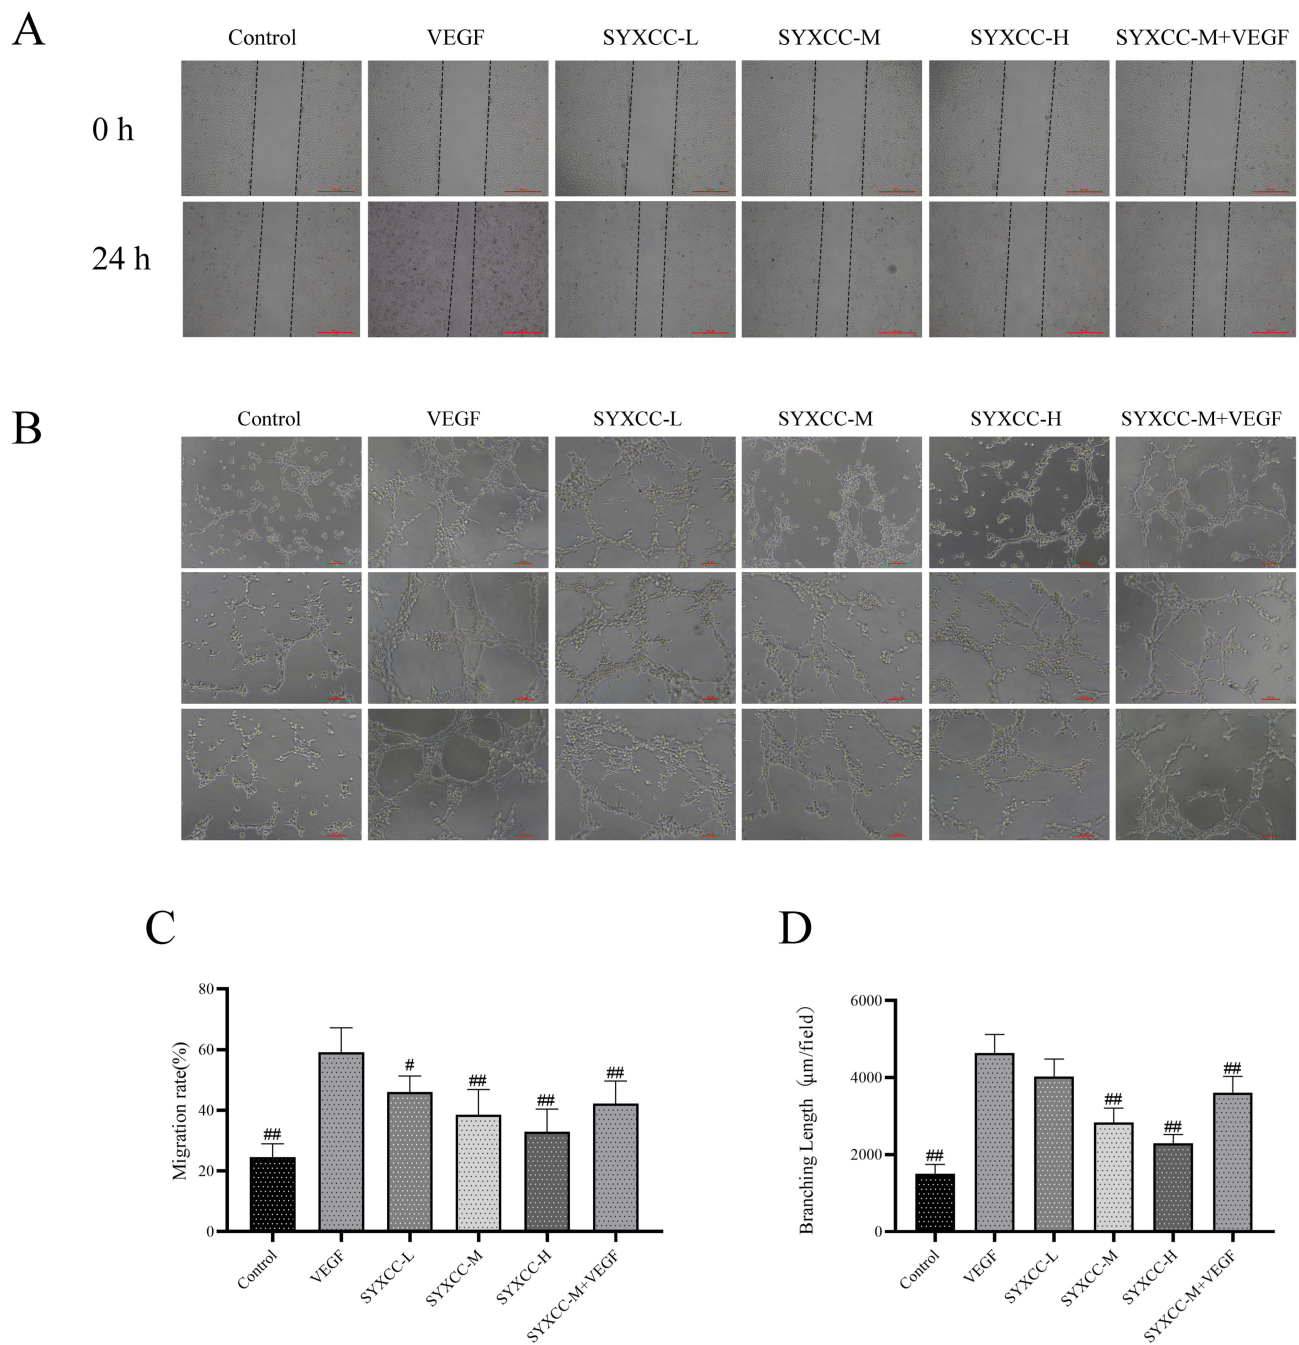 A
Control VEGF SYXCC-L SYXCC-M SYXCC-H SYXCC-M+VEGF
0 h
24 h
B
Control VEGF SYXCC-L SYXCC-M SYXCC-H SYXCC-M+VEGF
C
Migration rate(%)
80
60
40
20
0
##
#
##
##
##
Control
VEGF
SYXCC-L
SYXCC-M
SYXCC-H
SYXCC-M+VEGF
D
Branching Length (μm/field)
6000
4000
2000
0
##
##
##
##
Control
VEGF
SYXCC-L
SYXCC-M
SYXCC-H
SYXCC-M+VEGF